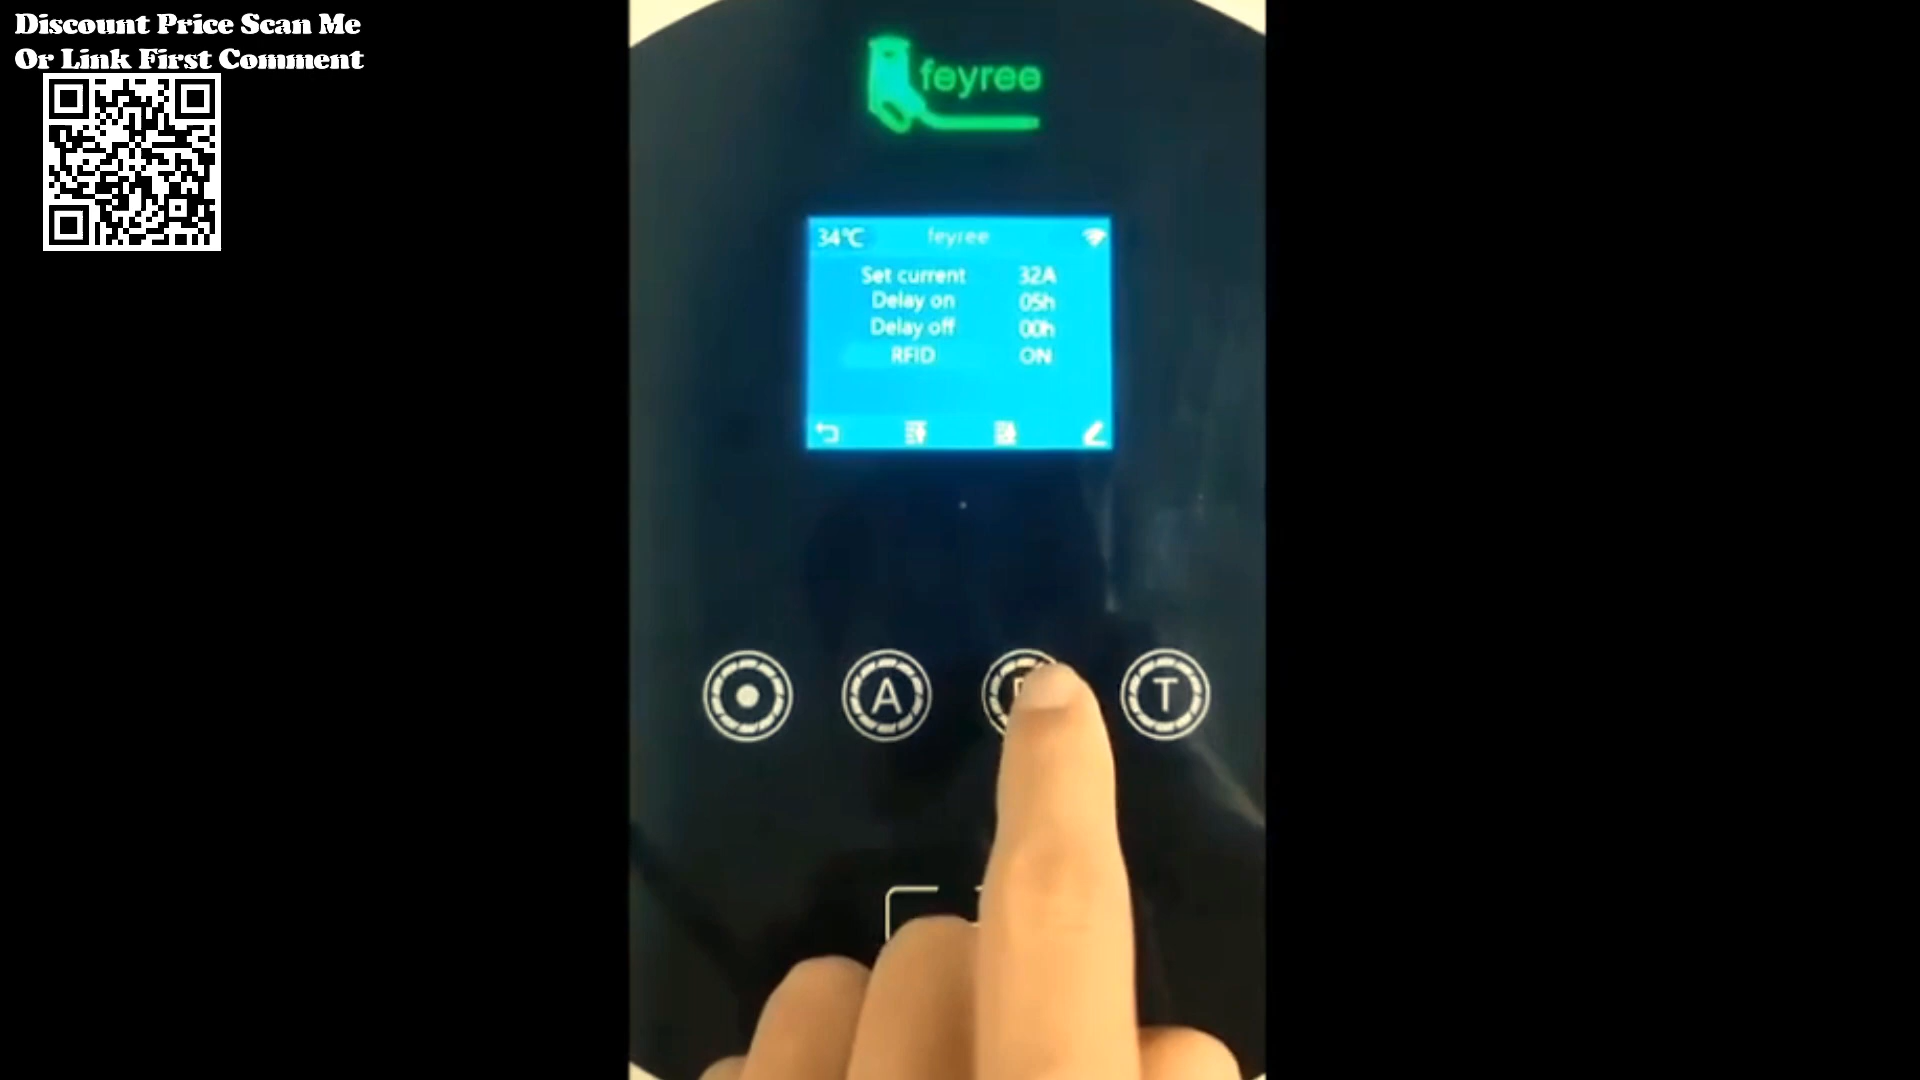 Discount Price Scan Me
Or Link First Comment
feyree
34°C feyree
Set current 32A
Delay on 05h
Delay off 00h
RFID ON
A
T